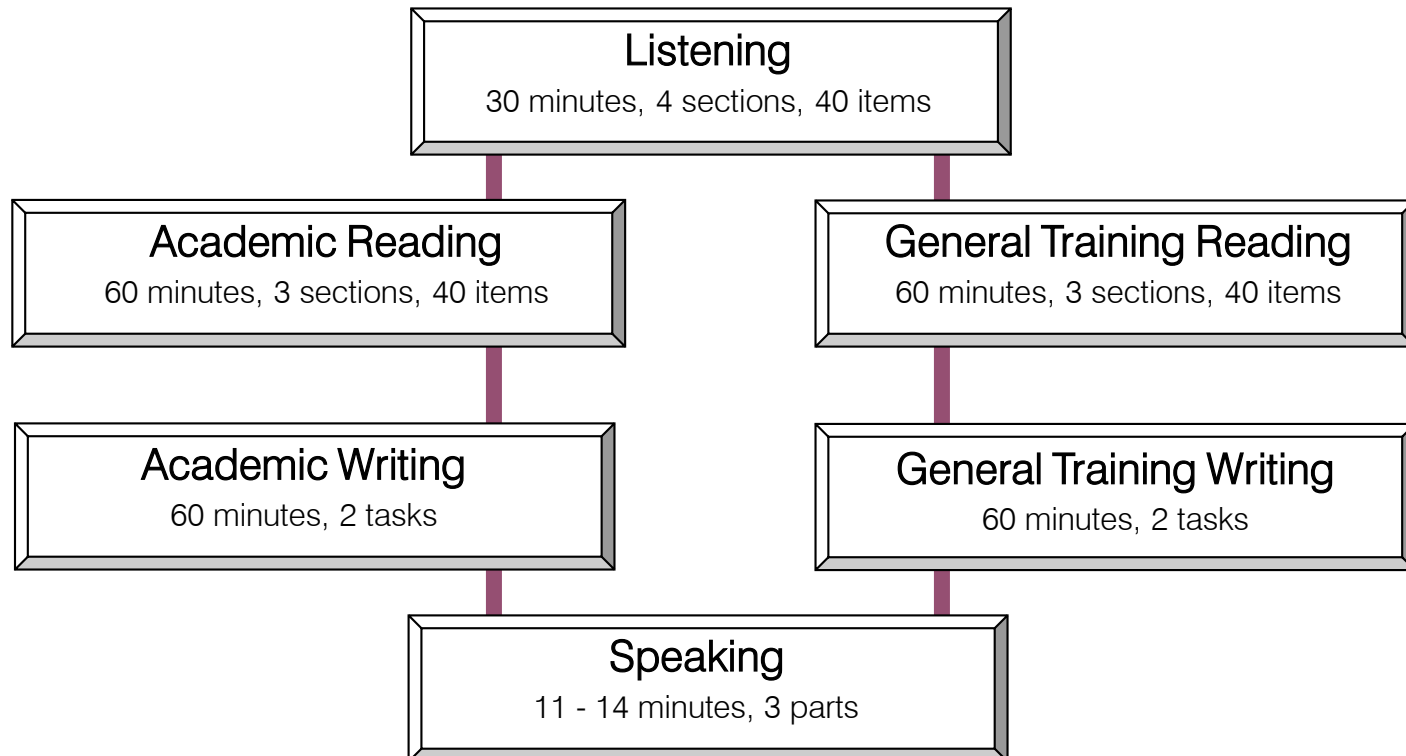 Listening
30 minutes, 4 sections, 40 items
Academic Reading
60 minutes, 3 sections, 40 items
General Training Reading
60 minutes, 3 sections, 40 items
Academic Writing
60 minutes, 2 tasks
General Training Writing
60 minutes, 2 tasks
Speaking
11 - 14 minutes, 3 parts